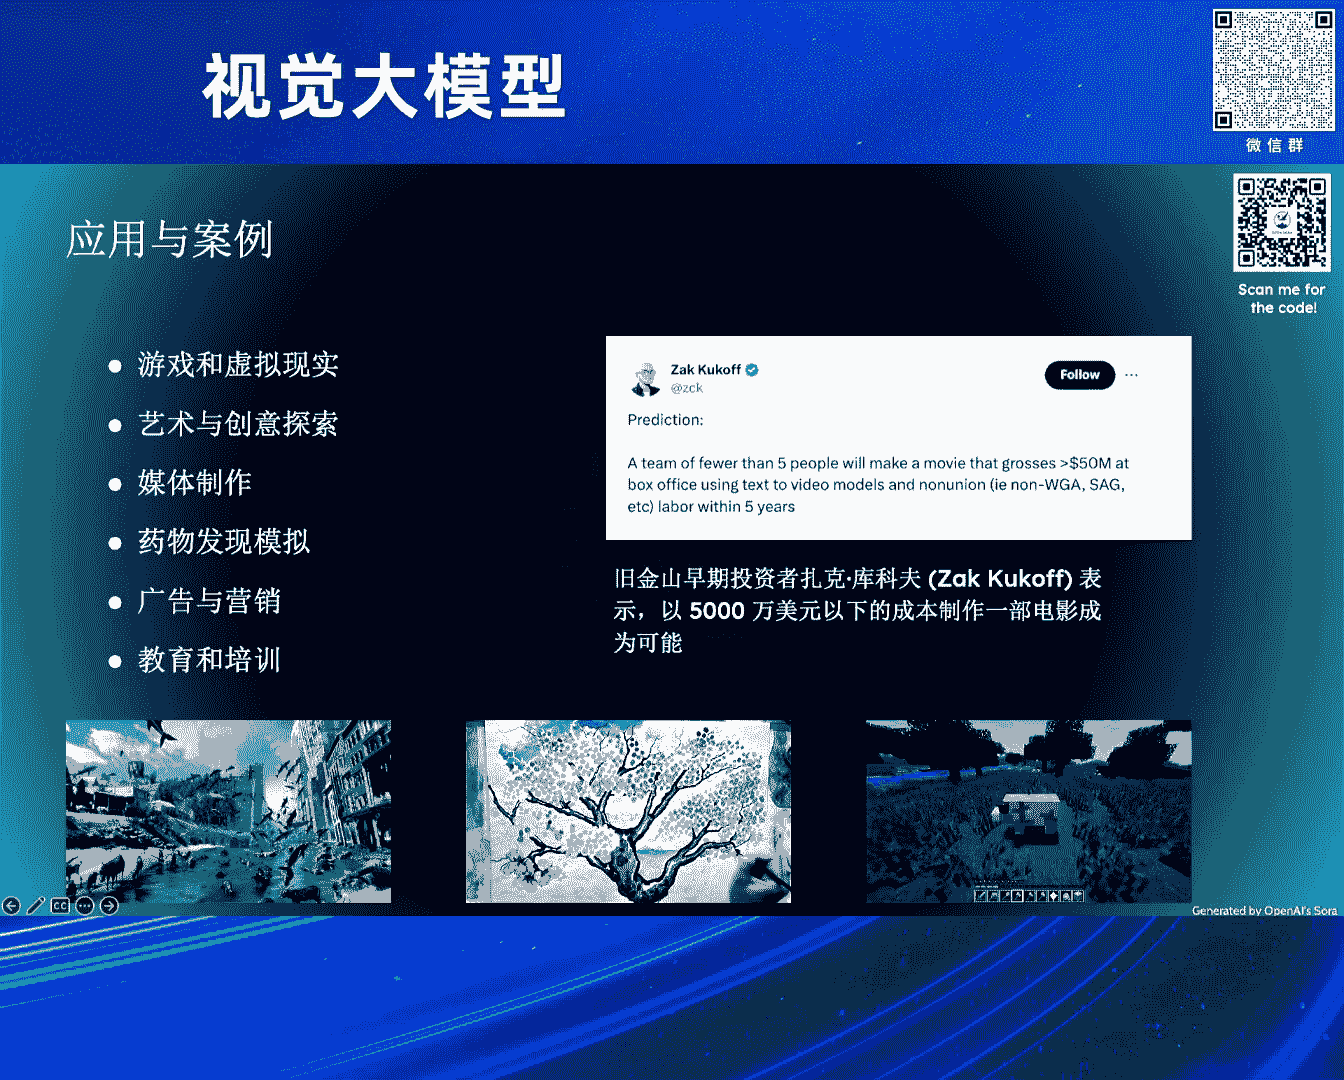 视觉大模型
微信群
应用与案例
Scan me for
the code!
游戏和虚拟现实
艺术与创意探索
媒体制作
药物发现模拟
广告与营销
教育和培训
Zak Kukoff
@zck
Follow
Prediction:
A team of fewer than 5 people will make a movie that grosses >$50M at
box office using text to video models and nonunion (ie non-WGA, SAG,
etc) labor within 5 years
旧金山早期投资者扎克·库科夫 (Zak Kukoff) 表
示，以 5000 万美元以下的成本制作一部电影成
为可能
CC
Generated by OpenAI's Sora